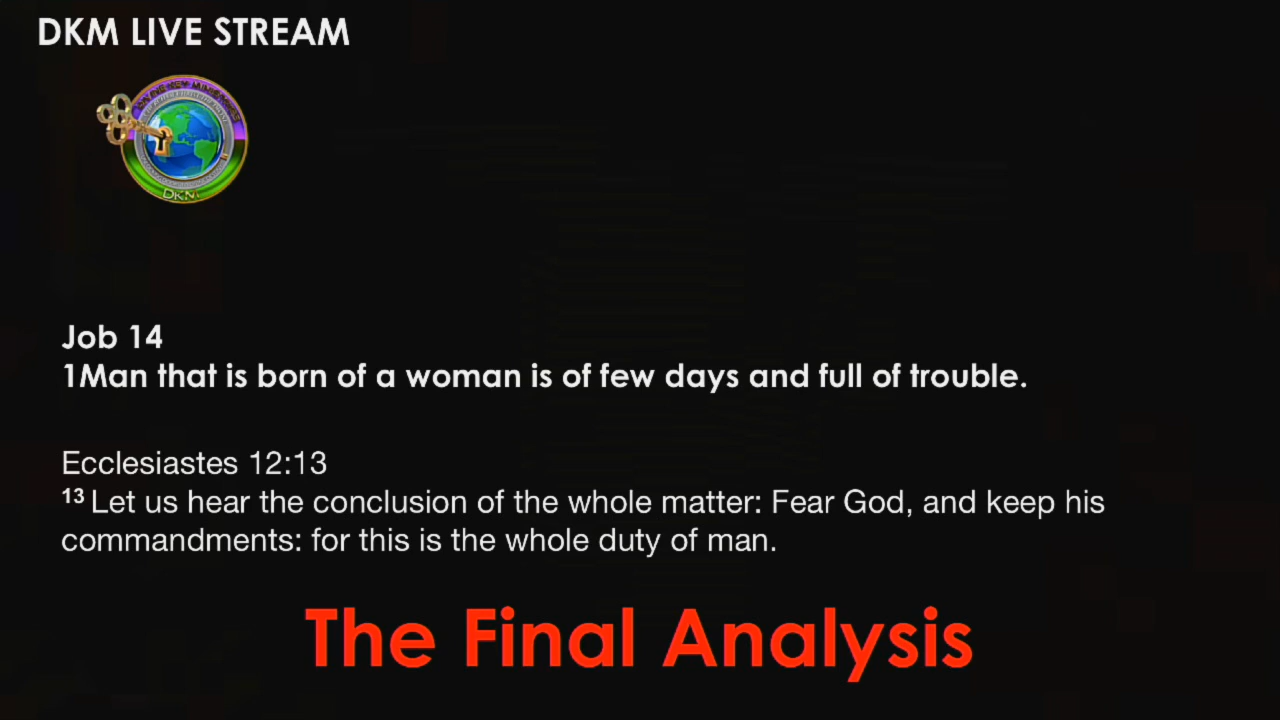 DKM LIVE STREAM
DKM
Job 14
1Man that is born of a woman is of few days and full of trouble.
Ecclesiastes 12:13
13 Let us hear the conclusion of the whole matter: Fear God, and keep his
commandments: for this is the whole duty of man.
The Final Analysis